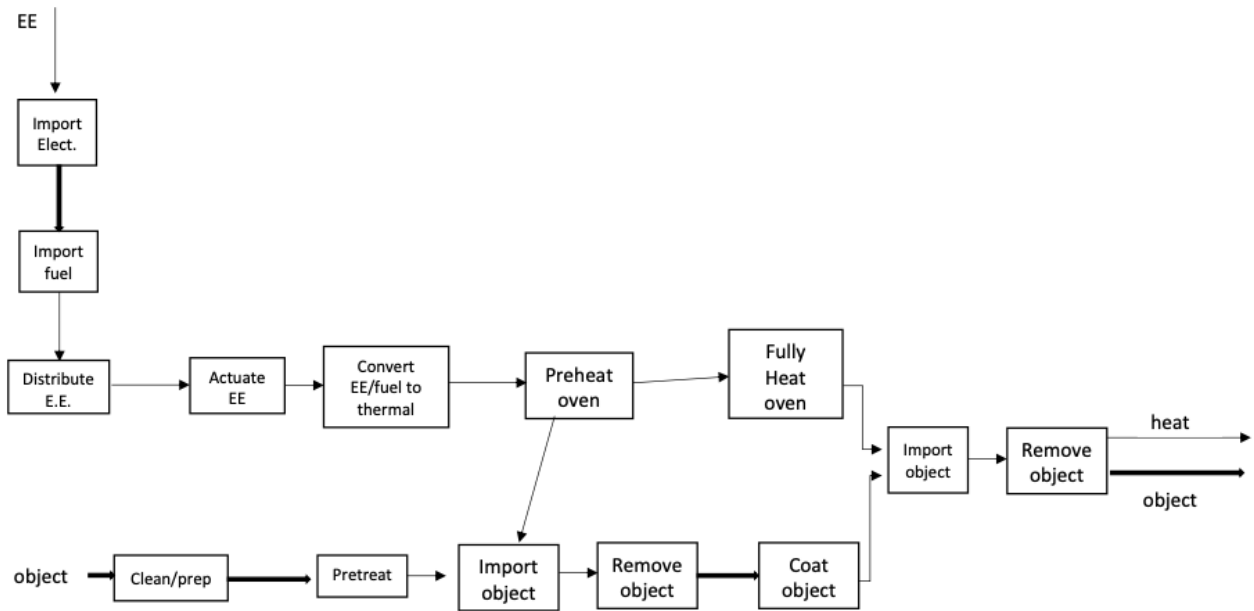 EE
Import
Elect.
Import
fuel
Distribute
E.E.
Actuate
EE
Convert
EE/fuel to
thermal
Preheat
oven
Fully
Heat
oven
Import
object
Remove
object
heat
object
object
Clean/prep
Pretreat
Import
object
Remove
object
Coat
object